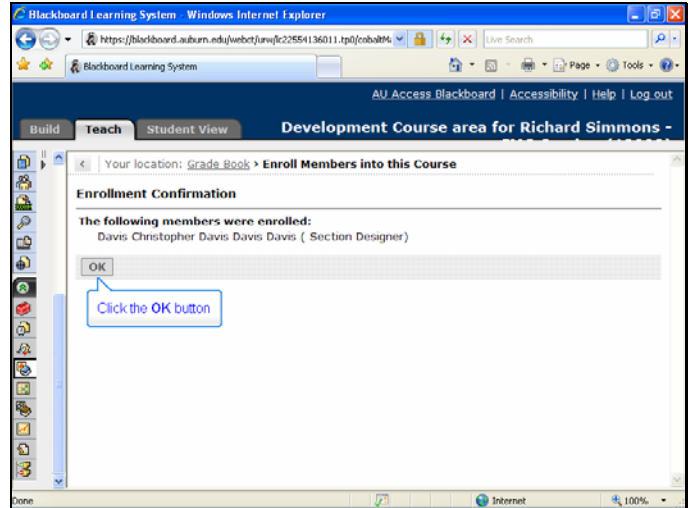 Blackboard Learning System - Windows Internet Explorer
https://blackboard.auburn.edu/webct/urw/lc22554136011.tp0/cobaltMa
Live Search
Blackboard Learning System
Page
Tools
AU Access Blackboard | Accessibility | Help | Log out
Build
Teach
Student View
Development Course area for Richard Simmons -
Your location: Grade Book › Enroll Members into this Course
Enrollment Confirmation
The following members were enrolled:
Davis Christopher Davis Davis Davis ( Section Designer)
OK
Click the OK button
Done
Internet
100%